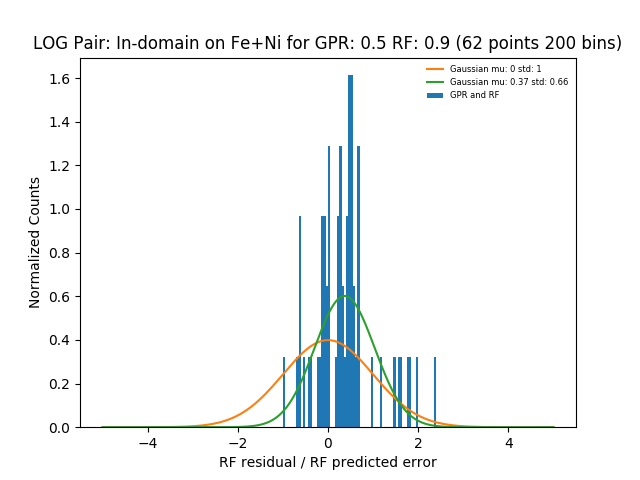 LOG Pair: In-domain on Fe+Ni for GPR: 0.5 RF: 0.9 (62 points 200 bins)
Gaussian mu: 0 std: 1
Gaussian mu: 0.37 std: 0.66
GPR and RF
Normalized Counts
1.6
1.4
1.2
1.0
0.8
0.6
0.4
0.2
0.0
−4 −2 0 2 4
RF residual / RF predicted error